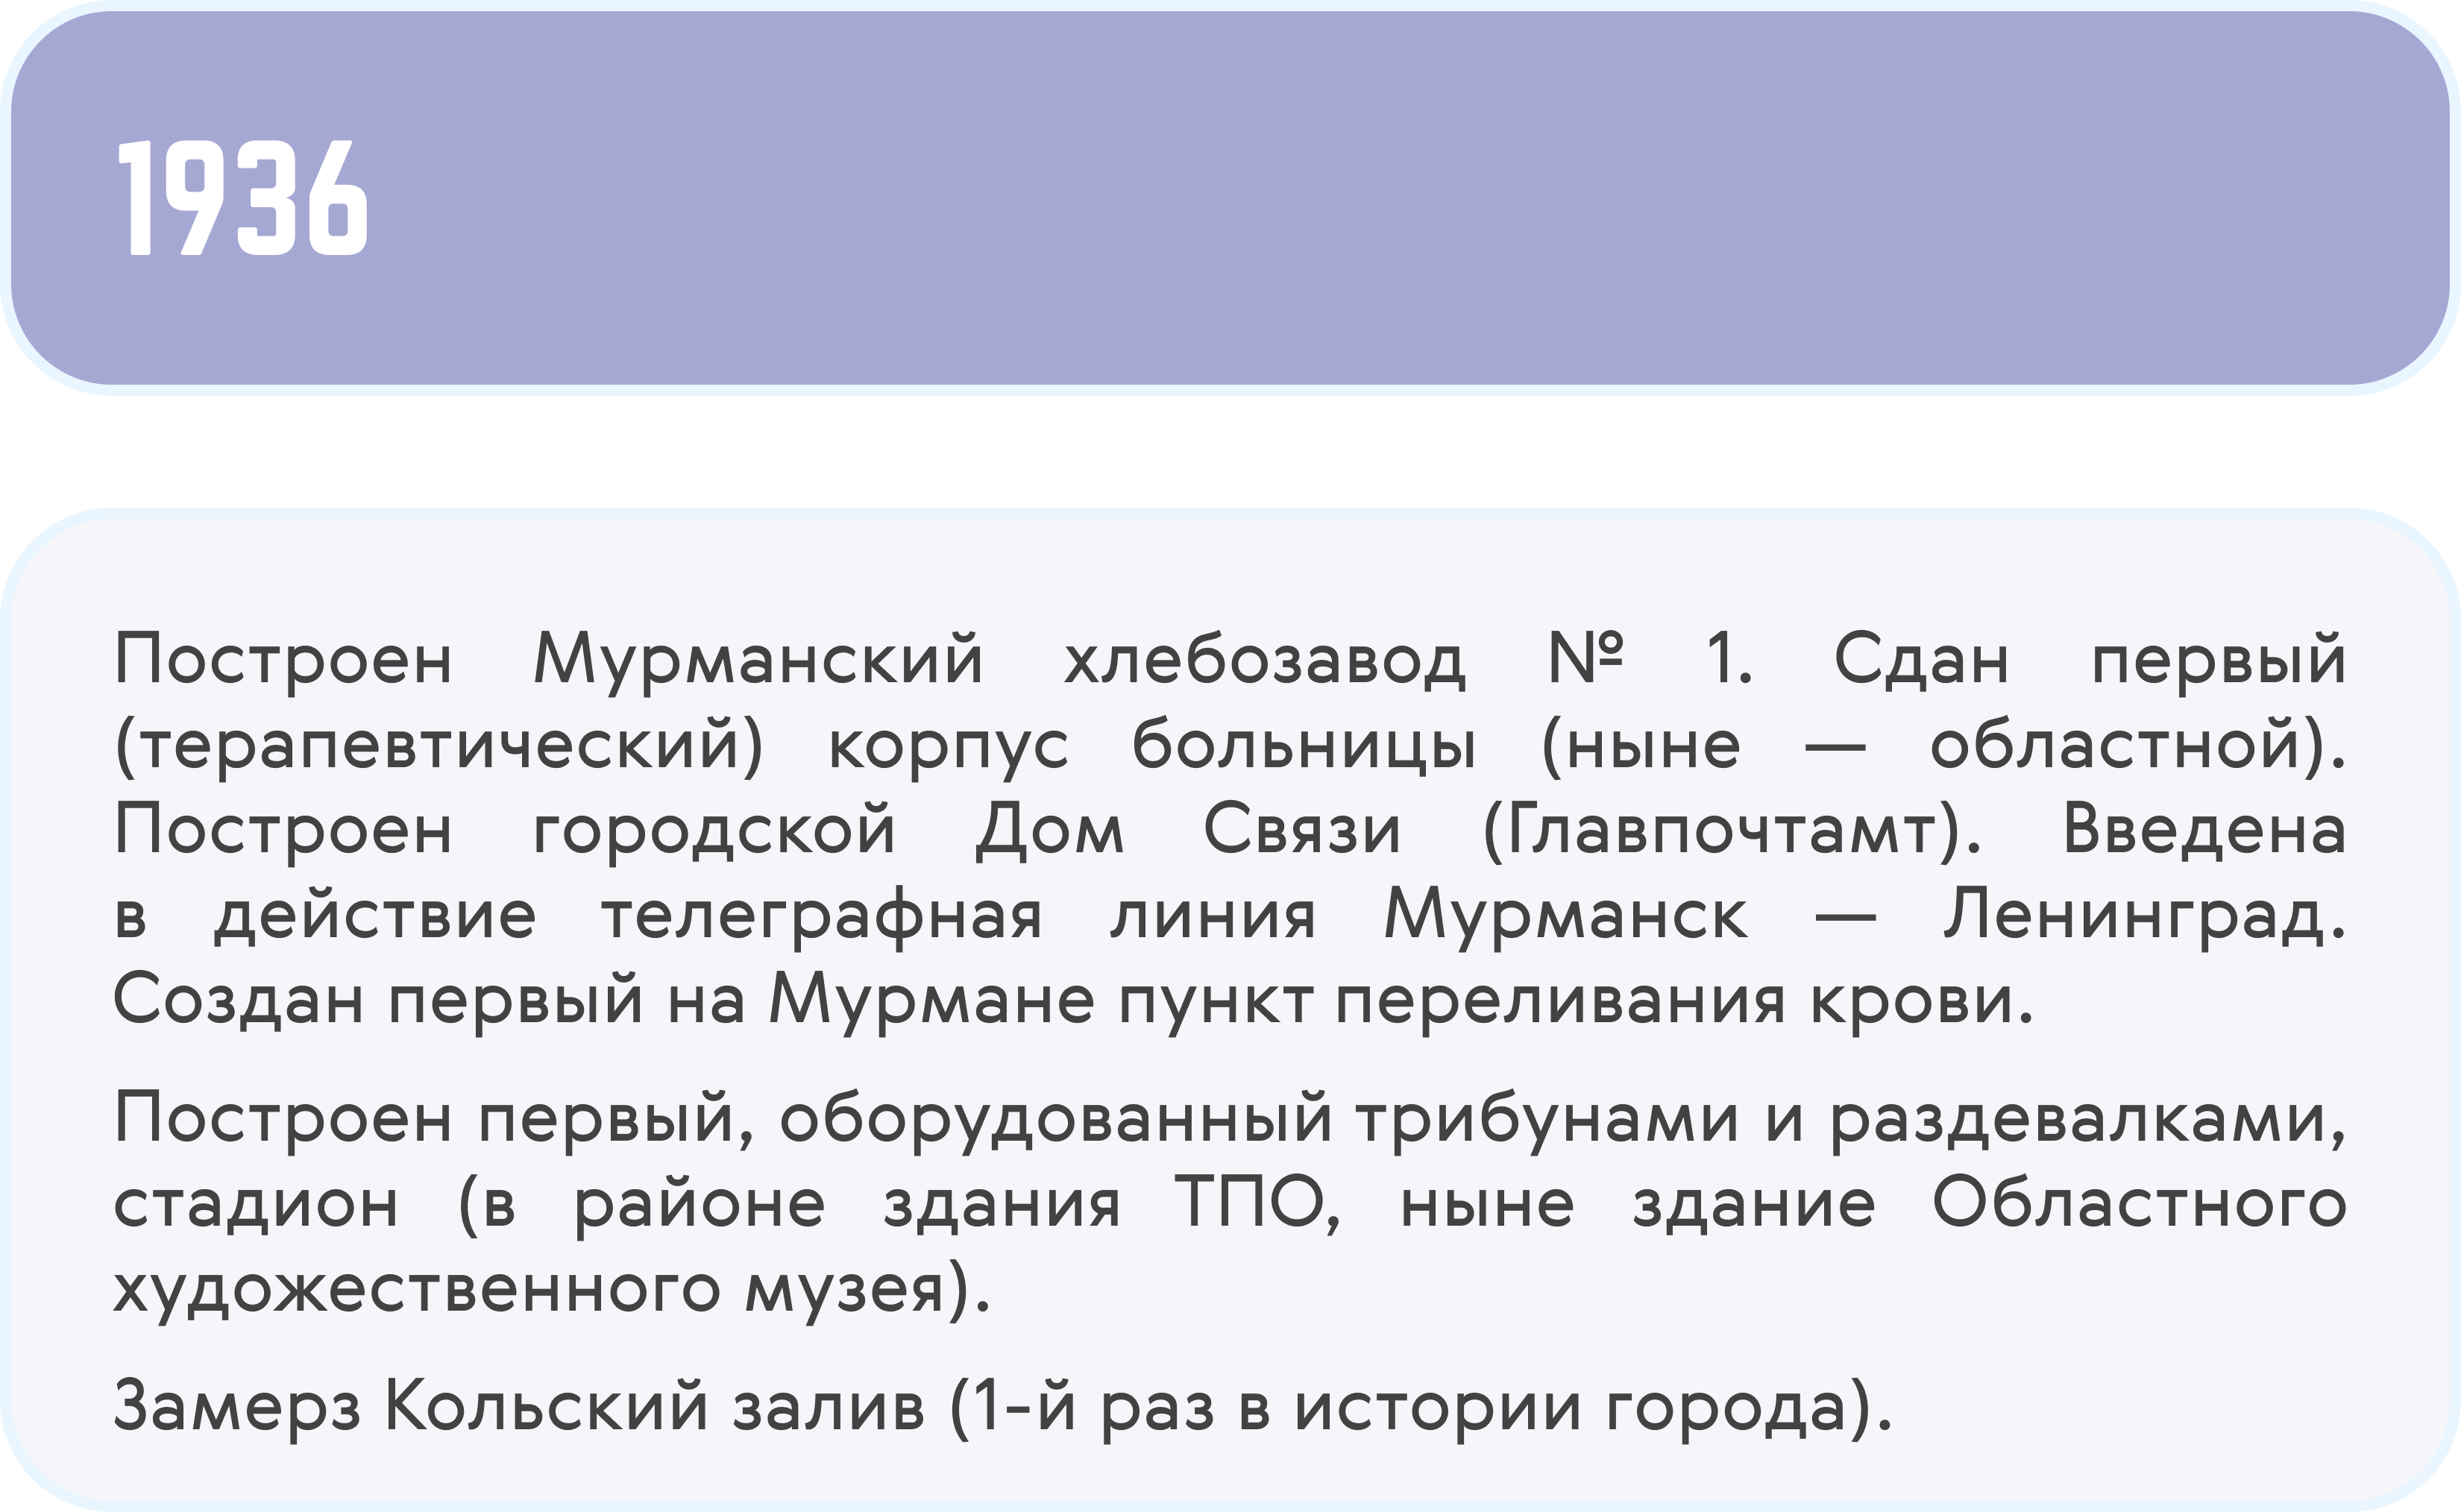 1936
Построен Мурманский хлебозавод № 1. Сдан первый
(терапевтический) корпус больницы (ныне — областной).
Построен городской Дом Связи (Главпочтамт). Введена
в действие телеграфная линия Мурманск — Ленинград.
Создан первый на Мурмане пункт переливания крови.
Построен первый, оборудованный трибунами и раздевалками,
стадион (в районе здания ТПО, ныне здание Областного
художественного музея).
Замерз Кольский залив (1-й раз в истории города).